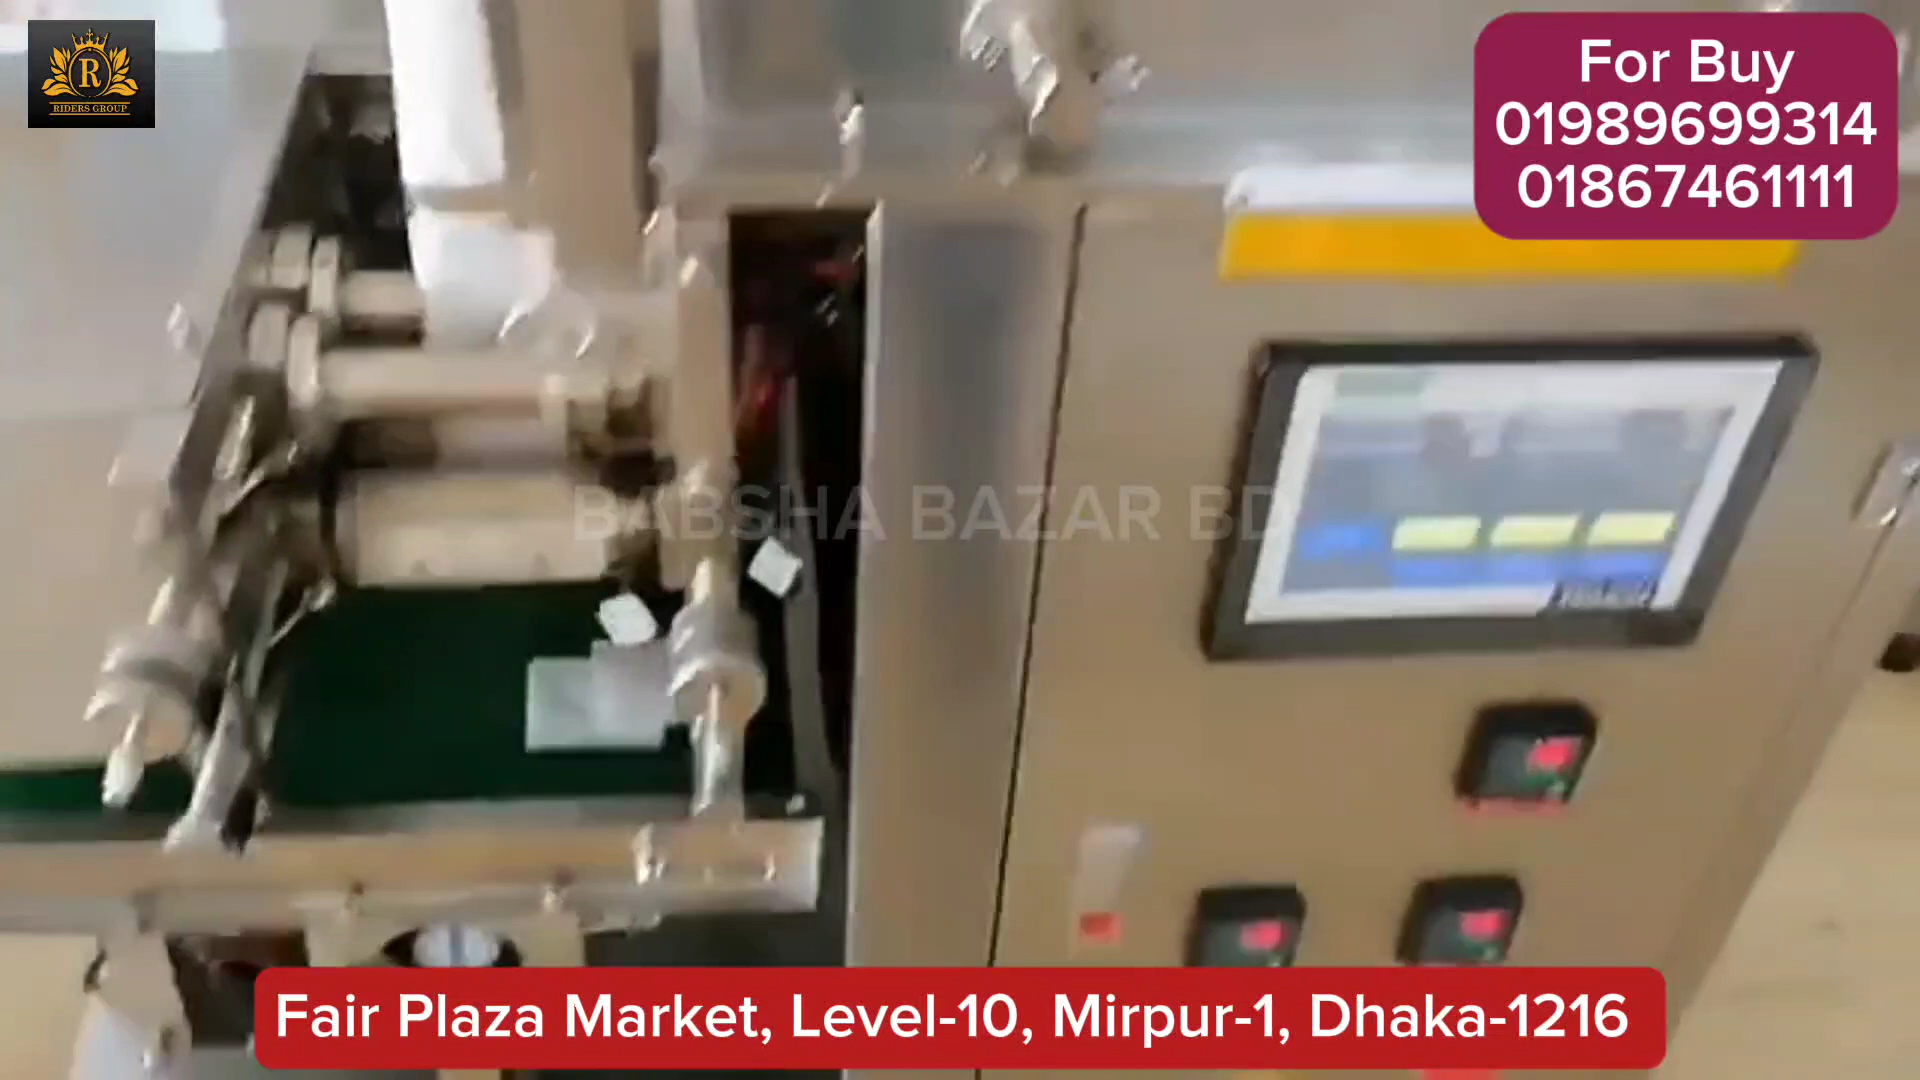 R
RIDERS GROUP
For Buy
01989699314
01867461111
BABSHA BAZAR BD
Fair Plaza Market, Level-10, Mirpur-1, Dhaka-1216